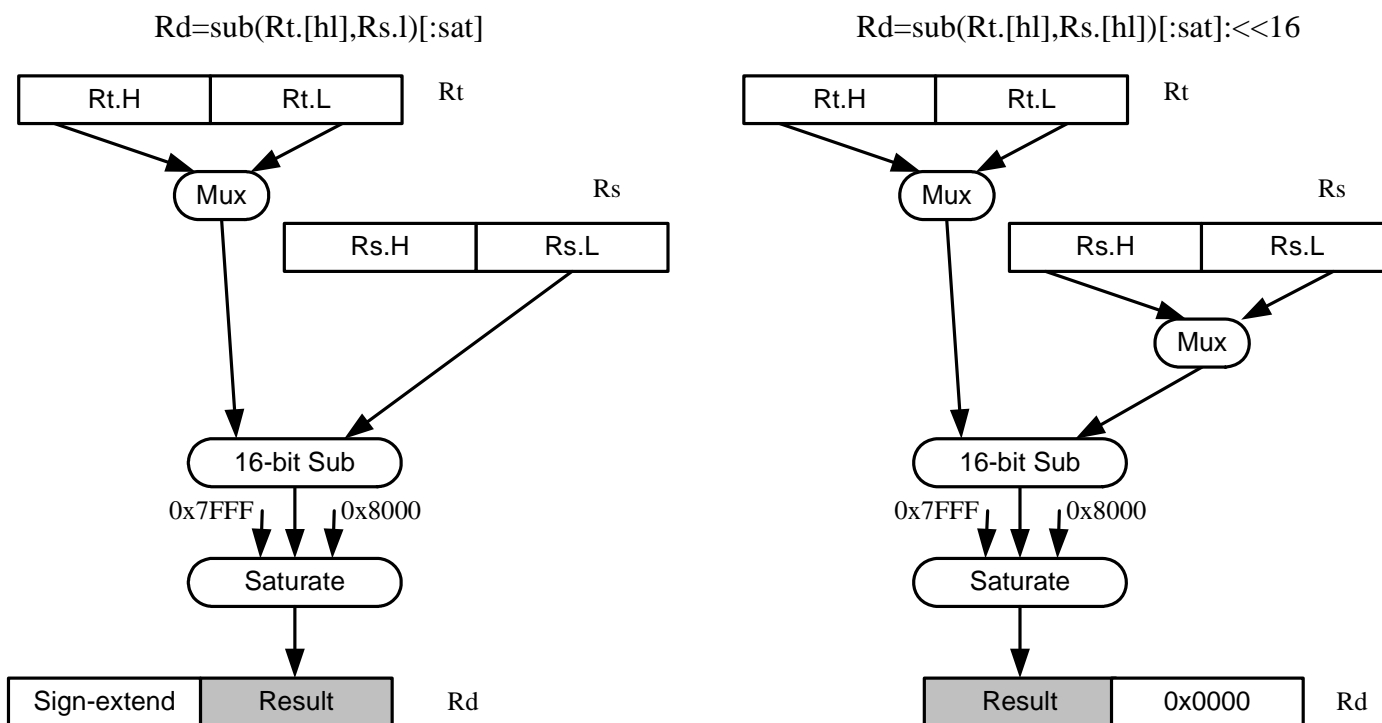 Rd=sub(Rt.[hl],Rs.l)[:sat]
Rt.H Rt.L Rt
Mux
Rs
Rs.H Rs.L
16-bit Sub
0x7FFF 0x8000
Saturate
Sign-extend Result Rd
Rd=sub(Rt.[hl],Rs.[hl])[:sat]:<<16
Rt.H Rt.L Rt
Mux
Rs
Rs.H Rs.L
Mux
16-bit Sub
0x7FFF 0x8000
Saturate
Result 0x0000 Rd